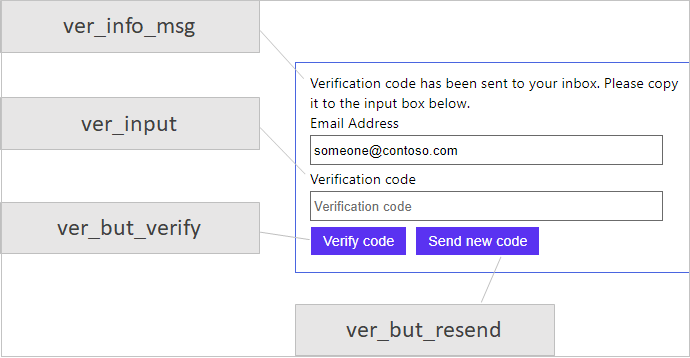 ver_info_msg
Verification code has been sent to your inbox. Please copy
it to the input box below.
Email Address
ver_input
someone@contoso.com
Verification code
Verification code
ver_but_verify
Verify code
Send new code
ver_but_resend